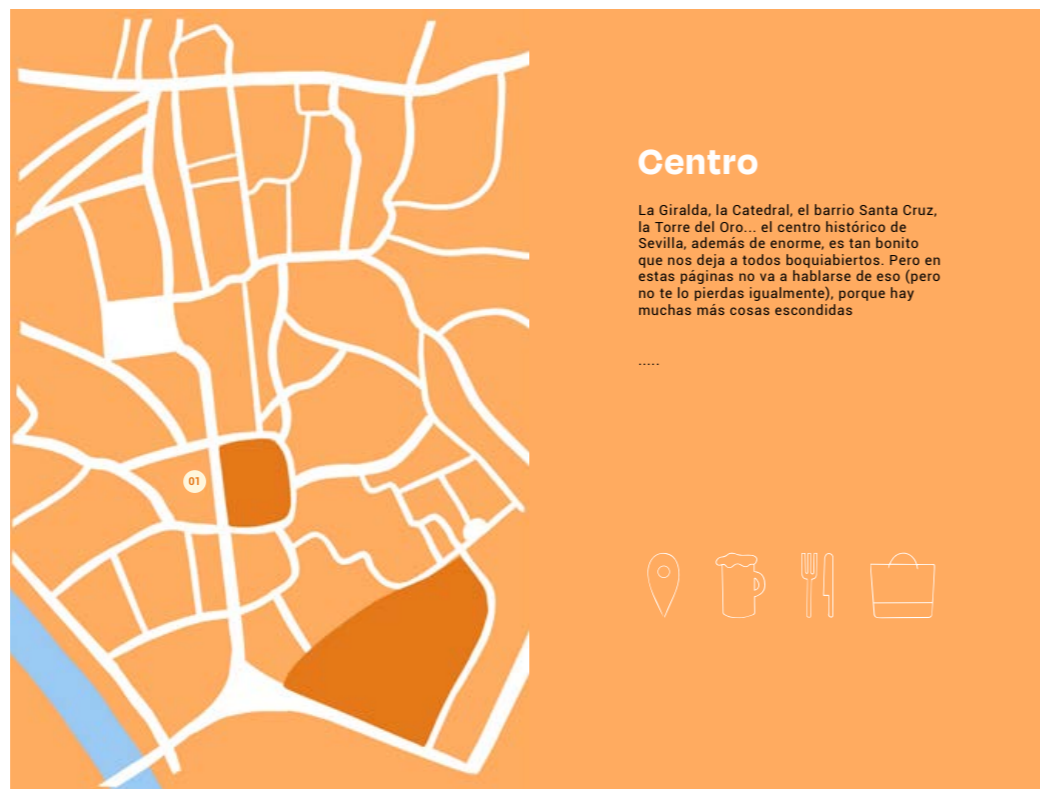 01
Centro
La Giralda, la Catedral, el barrio Santa Cruz,
la Torre del Oro... el centro histórico de
Sevilla, además de enorme, es tan bonito
que nos deja a todos boquiabiertos. Pero en
estas páginas no va a hablarse de eso (pero
no te lo pierdas igualmente), porque hay
muchas más cosas escondidas
.....